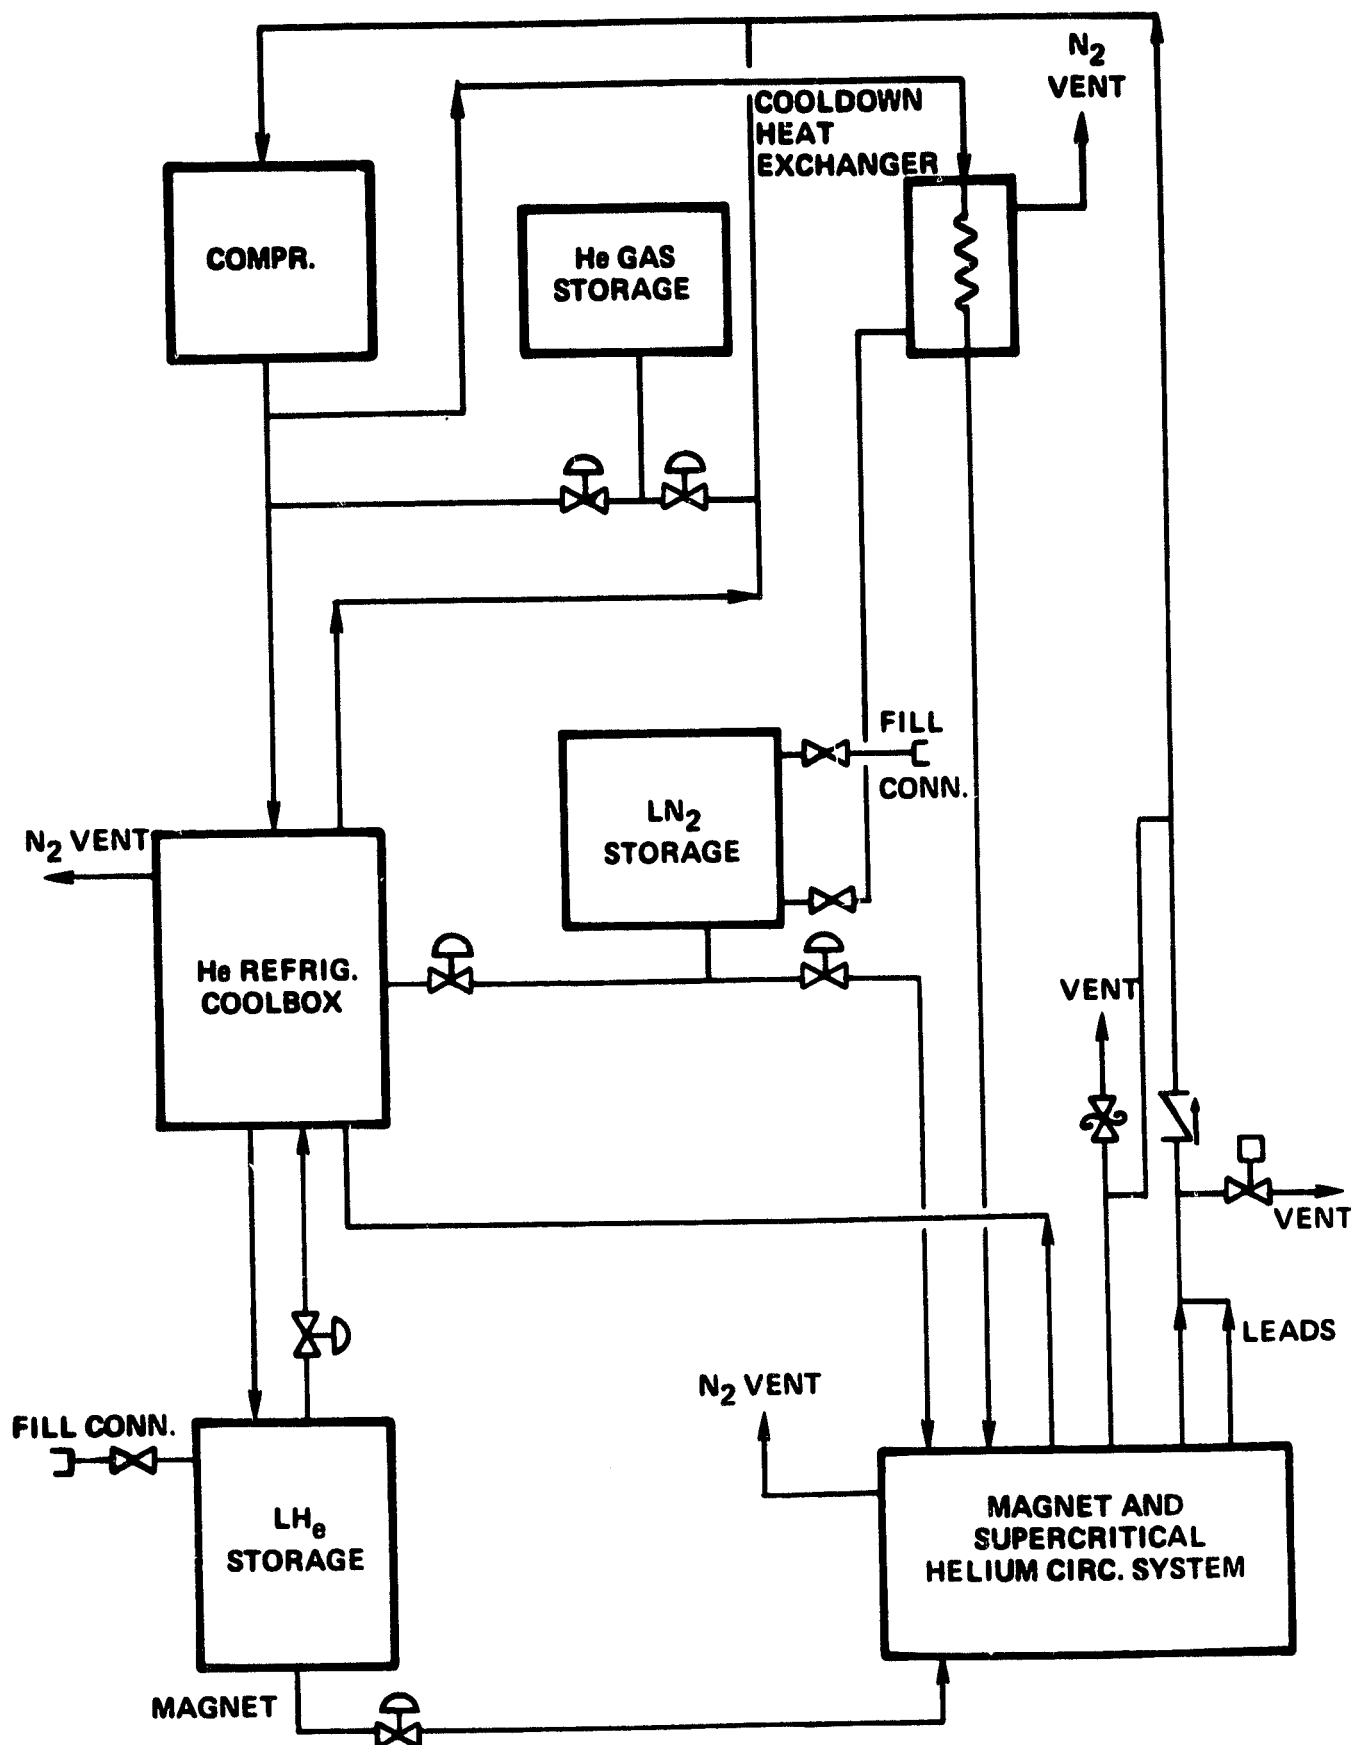 N2
VENT
COOLDOWN
HEAT
EXCHANGER
COMPR.
He GAS
STORAGE
FILL
CONN.
LN2
STORAGE
N2 VENT
He REFRIG.
COOLBOX
VENT
VENT
LEADS
N2 VENT
FILL CONN.
LHe
STORAGE
MAGNET AND
SUPERCRITICAL
HELIUM CIRC. SYSTEM
MAGNET